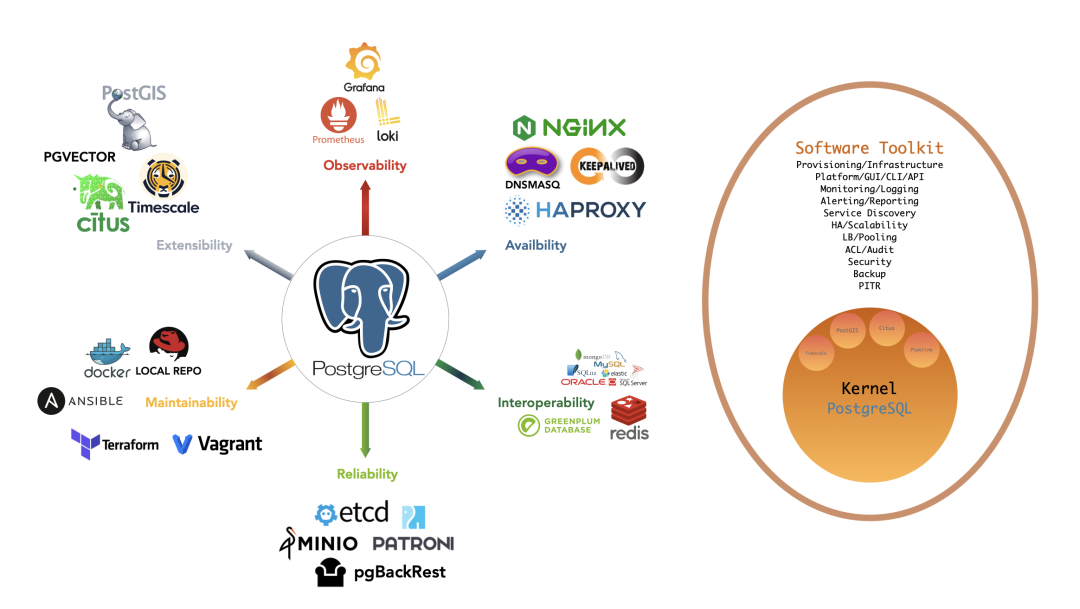 Grafana
Prometheus
loki
Observability
PostGIS
PGVECTOR
Timescale
citus
Extensibility
NGINX
DNSMASQ
KEEPALIVED
HAPROXY
Availbility
PostgreSQL
docker
LOCAL REPO
ANSIBLE
Maintainability
Terraform
Vagrant
mongoDB
MySQL
SQLite
elastic
ORACLE
SQL Server
Interoperability
GREENPLUM
DATABASE
redis
Reliability
etcd
MINIO
PATRONI
pgBackRest
Software Toolkit
Provisioning/Infrastructure
Platform/GUI/CLI/API
Monitoring/Logging
Alerting/Reporting
Service Discovery
HA/Scalability
LB/Pooling
ACL/Audit
Security
Backup
PITR
Timescale
PostGIS
Citus
Pipeline
Kernel
PostgreSQL